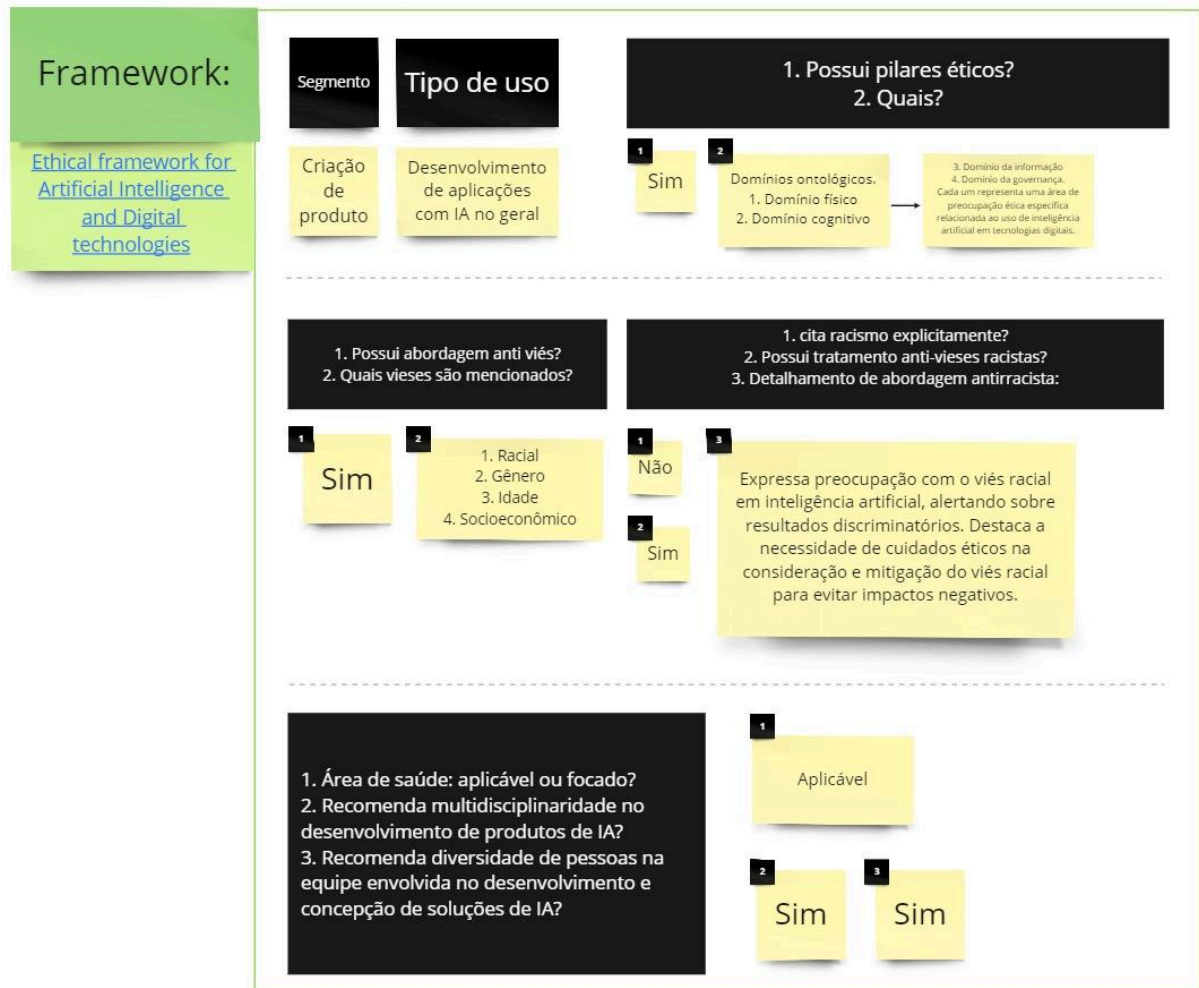 Framework:
Ethical framework for
Artificial Intelligence
and Digital
technologies
Segmento
Tipo de uso
Criação
de
produto
Desenvolvimento
de aplicações
com IA no geral
1. Possui pilares éticos?
2. Quais?
1
Sim
2
Domínios ontológicos.
1. Domínio físico
2. Domínio cognitivo
3. Domínio da informação
4. Domínio da governança.
Cada um representa uma área de
preocupação ética específica
relacionada ao uso de inteligência
artificial em tecnologias digitais.
1. Possui abordagem anti viés?
2. Quais vieses são mencionados?
1
Sim
2
1. Racial
2. Gênero
3. Idade
4. Socioeconômico
1. cita racismo explicitamente?
2. Possui tratamento anti-vieses racistas?
3. Detalhamento de abordagem antirracista:
1
Não
2
Sim
3
Expressa preocupação com o viés racial
em inteligência artificial, alertando sobre
resultados discriminatórios. Destaca a
necessidade de cuidados éticos na
consideração e mitigação do viés racial
para evitar impactos negativos.
1. Área de saúde: aplicável ou focado?
2. Recomenda multidisciplinaridade no
desenvolvimento de produtos de IA?
3. Recomenda diversidade de pessoas na
equipe envolvida no desenvolvimento e
concepção de soluções de IA?
1
Aplicável
2
Sim
3
Sim